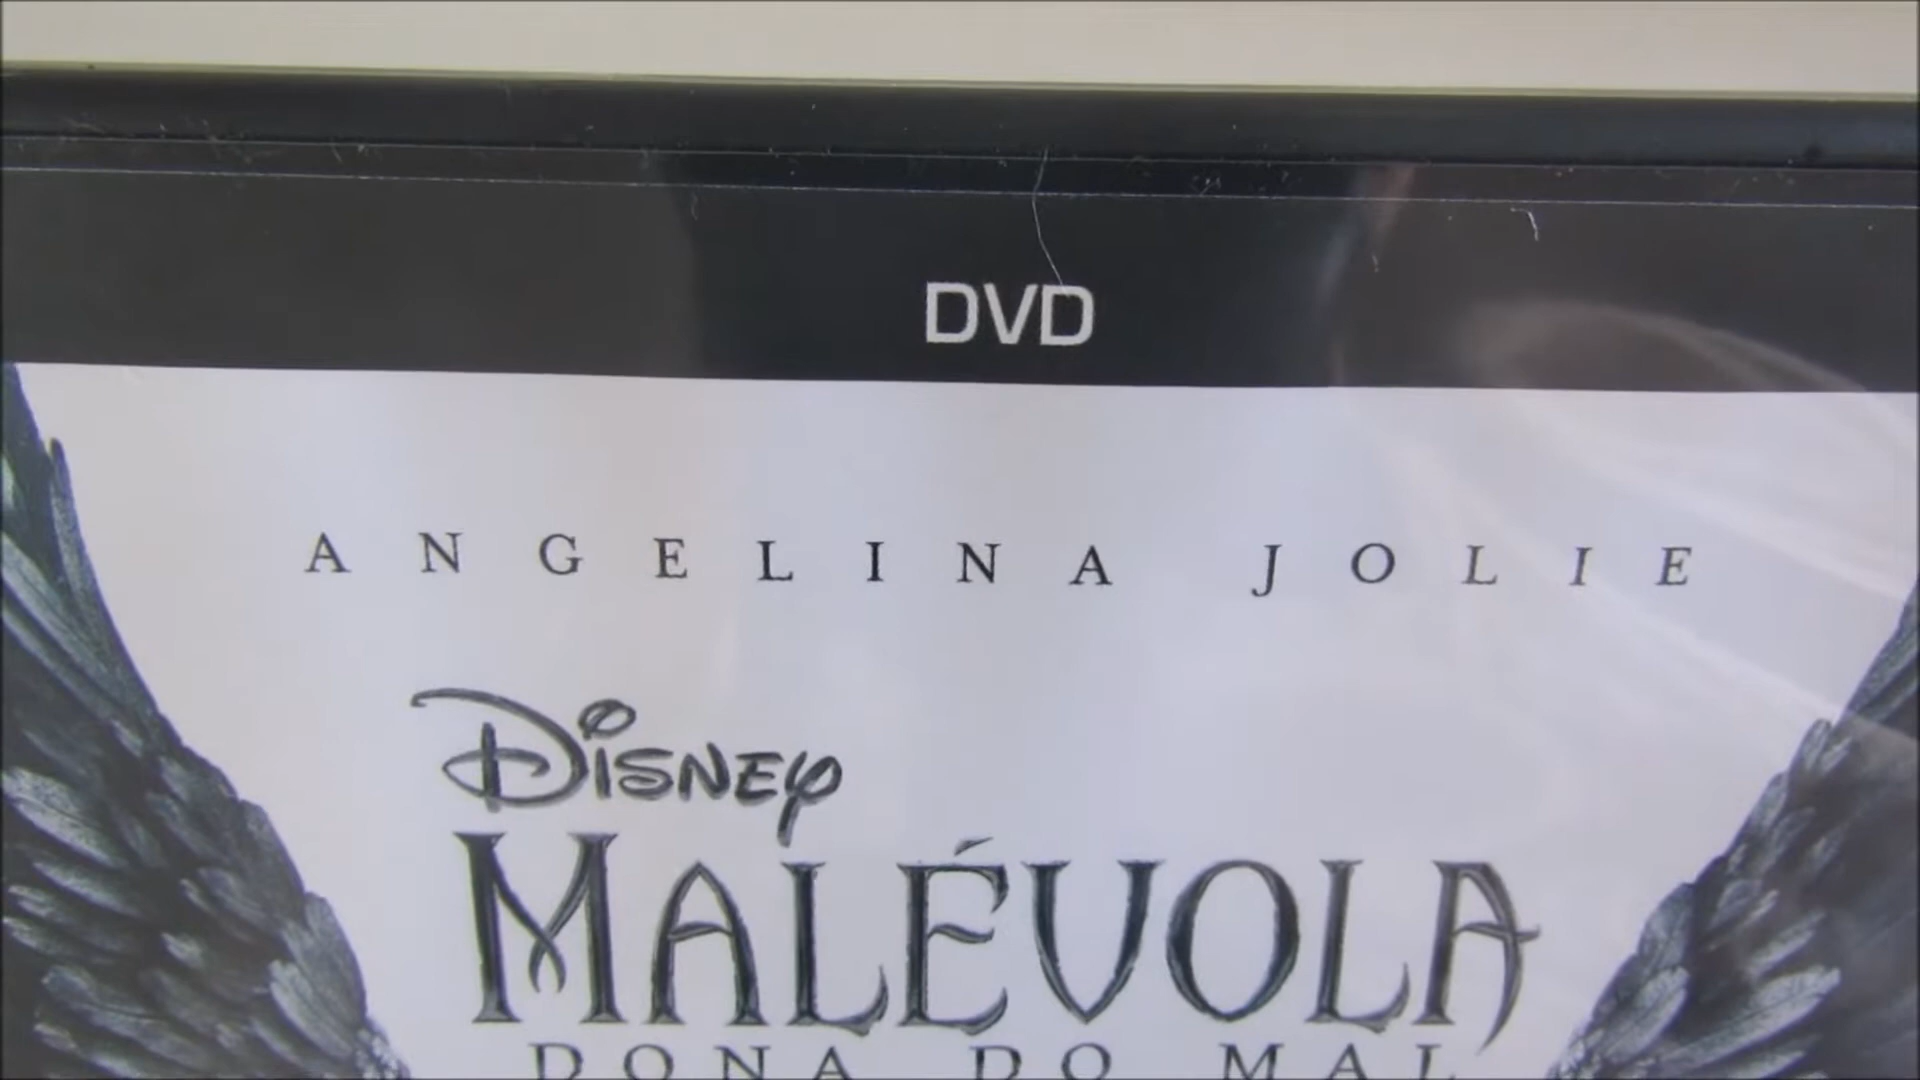 DVD
ANGELINA JOLIE
DISNEY
MALÉVOLA
DONA DO MAL